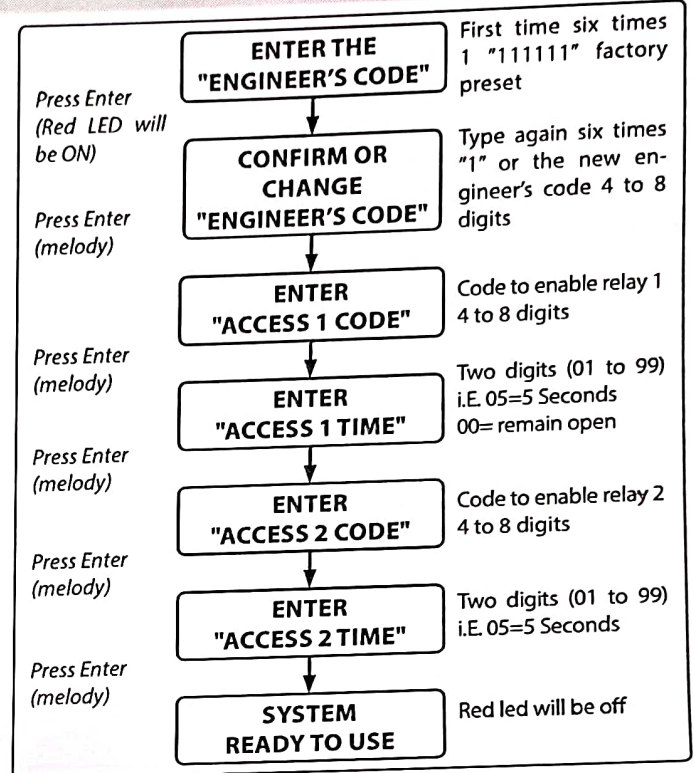 ENTER THE
"ENGINEER'S CODE"
First time six times
1 "111111" factory
preset
Press Enter
(Red LED will
be ON)
CONFIRM OR
CHANGE
"ENGINEER'S CODE"
Type again six times
"1" or the new en-
gineer's code 4 to 8
digits
Press Enter
(melody)
ENTER
"ACCESS 1 CODE"
Code to enable relay 1
4 to 8 digits
Press Enter
(melody)
ENTER
"ACCESS 1 TIME"
Two digits (01 to 99)
i.E. 05=5 Seconds
00= remain open
Press Enter
(melody)
ENTER
"ACCESS 2 CODE"
Code to enable relay 2
4 to 8 digits
Press Enter
(melody)
ENTER
"ACCESS 2 TIME"
Two digits (01 to 99)
i.E. 05=5 Seconds
Press Enter
(melody)
SYSTEM
READY TO USE
Red led will be off